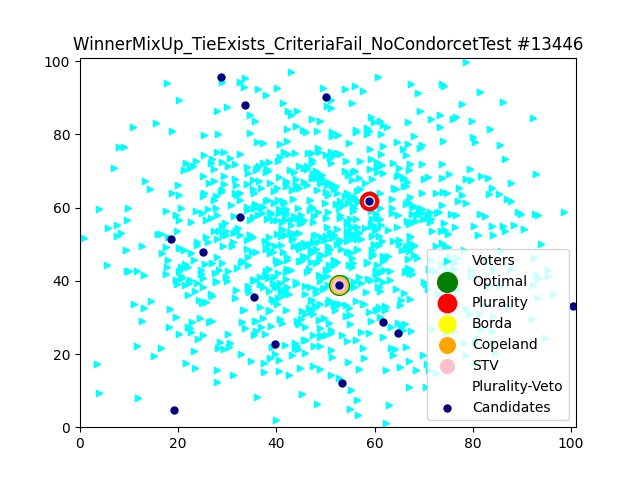 WinnerMixUp_TieExists_CriteriaFail_NoCondorcetTest #13446
100
80
60
40
20
0
0 20 40 60 80 100
Voters
Optimal
Plurality
Borda
Copeland
STV
Plurality-Veto
Candidates